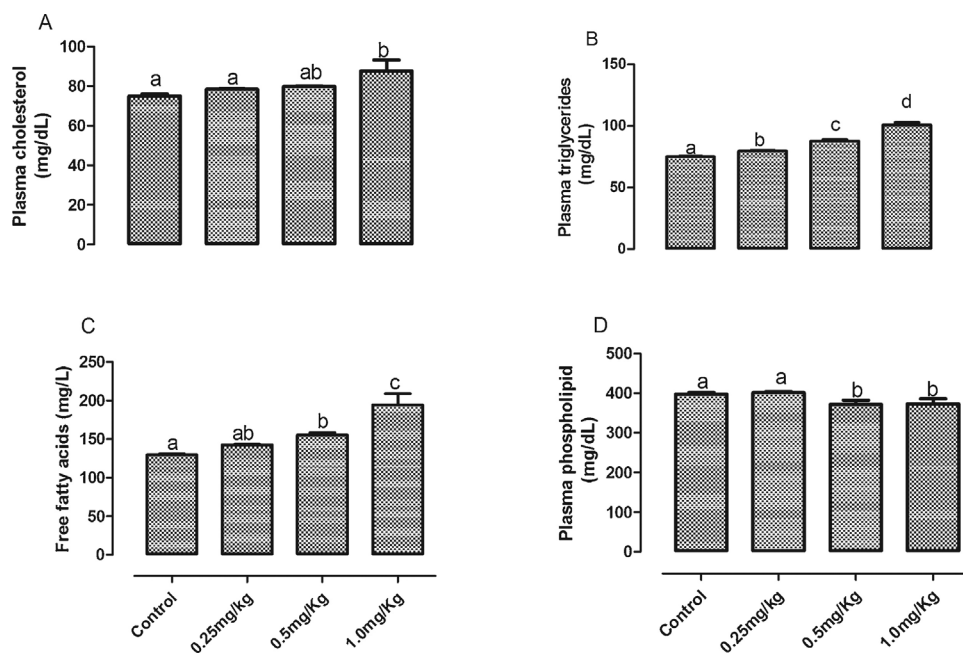 A
Plasma cholesterol
(mg/dL)
100
80
60
40
20
0
a
a
ab
b
B
Plasma triglycerides
(mg/dL)
150
100
50
0
a
b
c
d
C
Free fatty acids (mg/L)
250
200
150
100
50
0
a
ab
b
c
Control
0.25mg/kg
0.5mg/Kg
1.0mg/Kg
D
Plasma phospholipid
(mg/dL)
500
400
300
200
100
0
a
a
b
b
Control
0.25mg/kg
0.5mg/Kg
1.0mg/Kg